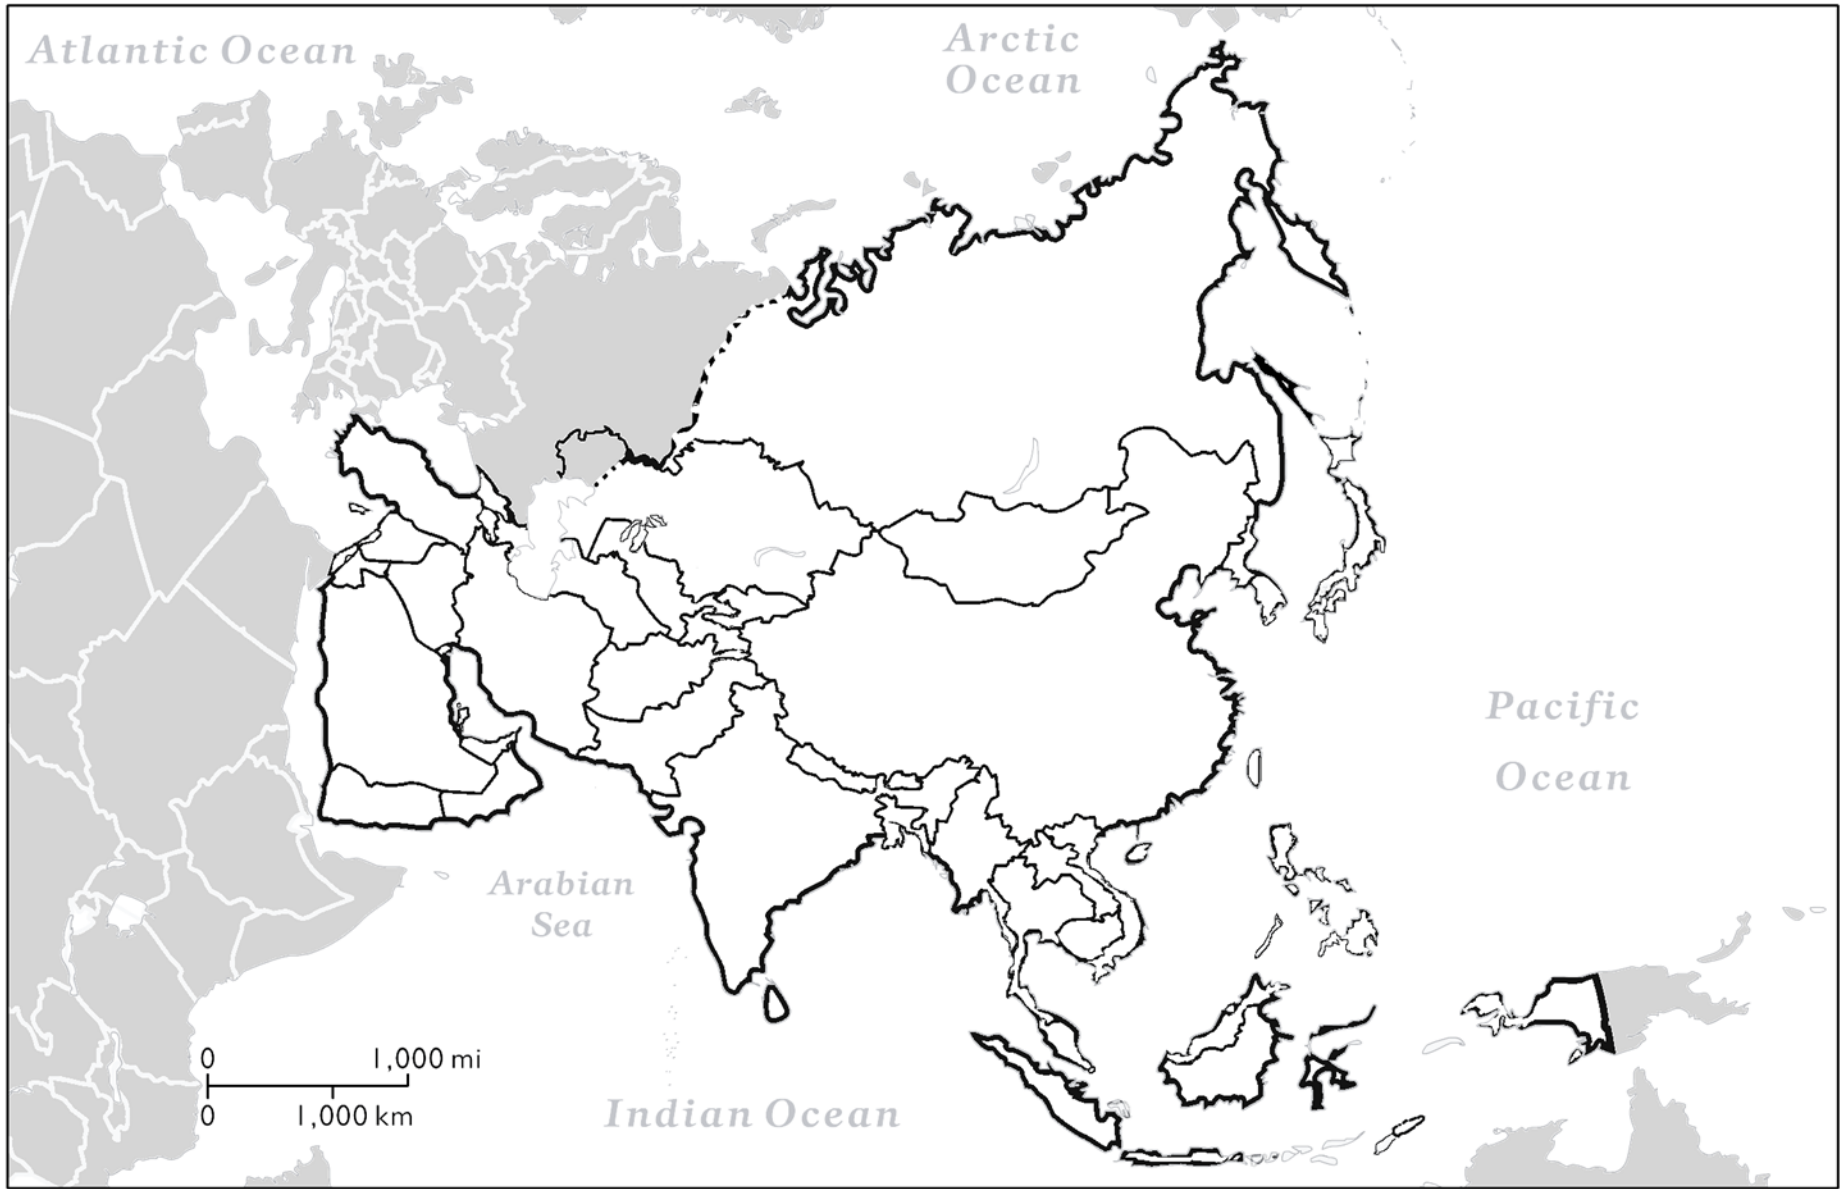 Atlantic Ocean
Arctic
Ocean
Pacific
Ocean
Arabian
Sea
0 1,000 mi
0 1,000 km
Indian Ocean